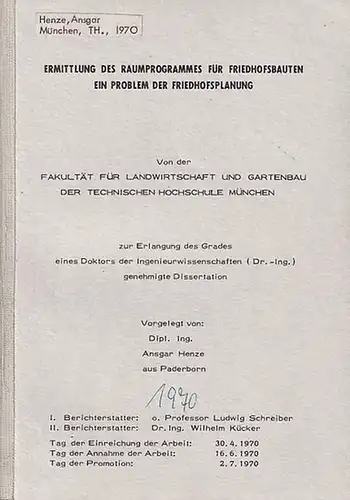 Henze, Ansgar
München, TH., 1970
ERMITTLUNG DES RAUMPROGRAMMES FÜR FRIEDHOFSBAUTEN
EIN PROBLEM DER FRIEDHOFSPLANUNG
Von der
FAKULTÄT FÜR LANDWIRTSCHAFT UND GARTENBAU
DER TECHNISCHEN HOCHSCHULE MÜNCHEN
zur Erlangung des Grades
eines Doktors der Ingenieurwissenschaften ( Dr. -Ing.)
genehmigte Dissertation
Vorgelegt von:
Dipl. Ing.
Ansgar Henze
aus Paderborn
1970
I. Berichterstatter: o. Professor Ludwig Schreiber
II. Berichterstatter: Dr. Ing. Wilhelm Kücker
Tag der Einreichung der Arbeit: 30. 4. 1970
Tag der Annahme der Arbeit: 16. 6. 1970
Tag der Promotion: 2. 7. 1970